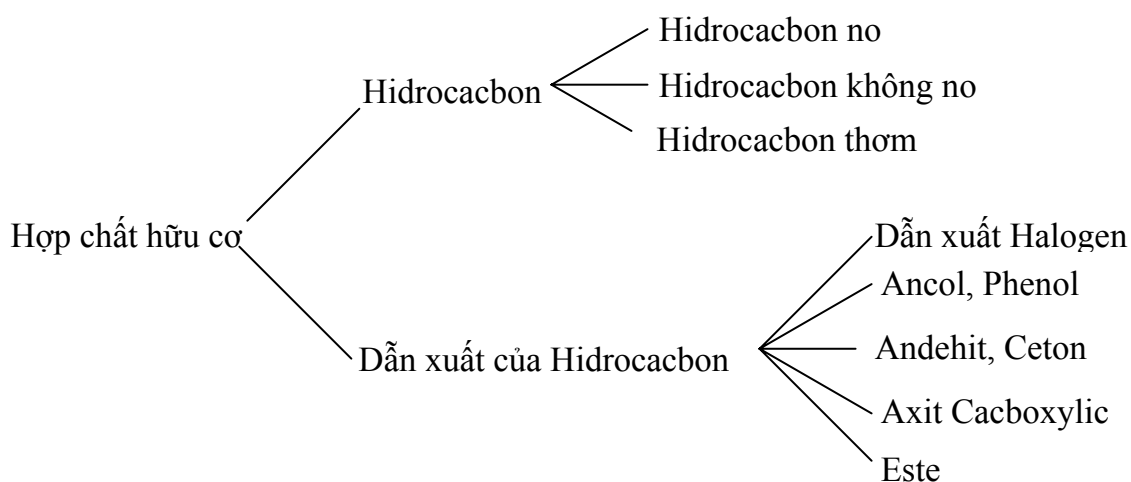 Hợp chất hữu cơ
Hidrocacbon
Hidrocacbon no
Hidrocacbon không no
Hidrocacbon thơm
Dẫn xuất của Hidrocacbon
Dẫn xuất Halogen
Ancol, Phenol
Andehit, Ceton
Axit Cacboxylic
Este